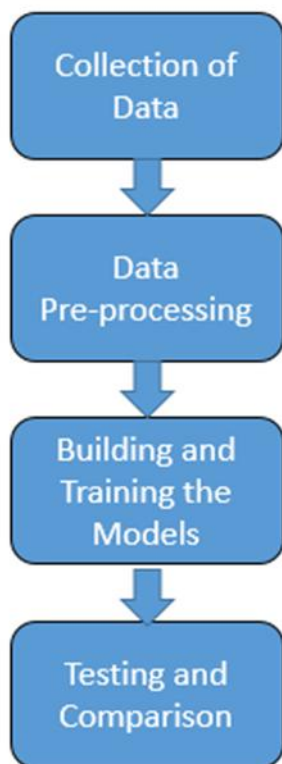 Collection of
Data
Data
Pre-processing
Building and
Training the
Models
Testing and
Comparison